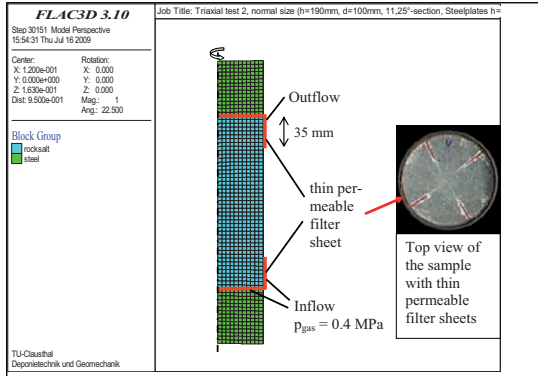 FLAC3D 3.10
Step 30151 Model Perspective
15:54:31 Thu Jul 16 2009
Center:
X: 1.200e-001
Y: 0.000e+000
Z: 1.630e-001
Dist: 9.500e-001
Rotation:
X: 0.000
Y: 0.000
Z: 0.000
Mag.: 1
Ang.: 22.500
Block Group
rocksalt
steel
TU-Clausthal
Deponietechnik und Geomechanik
Job Title: Triaxial test 2, normal size (h=190mm, d=100mm, 11,25°-section, Steelplates h=
Outflow
35 mm
thin per-
meable
filter
sheet
Inflow
pgas = 0.4 MPa
Top view of
the sample
with thin
permeable
filter sheets